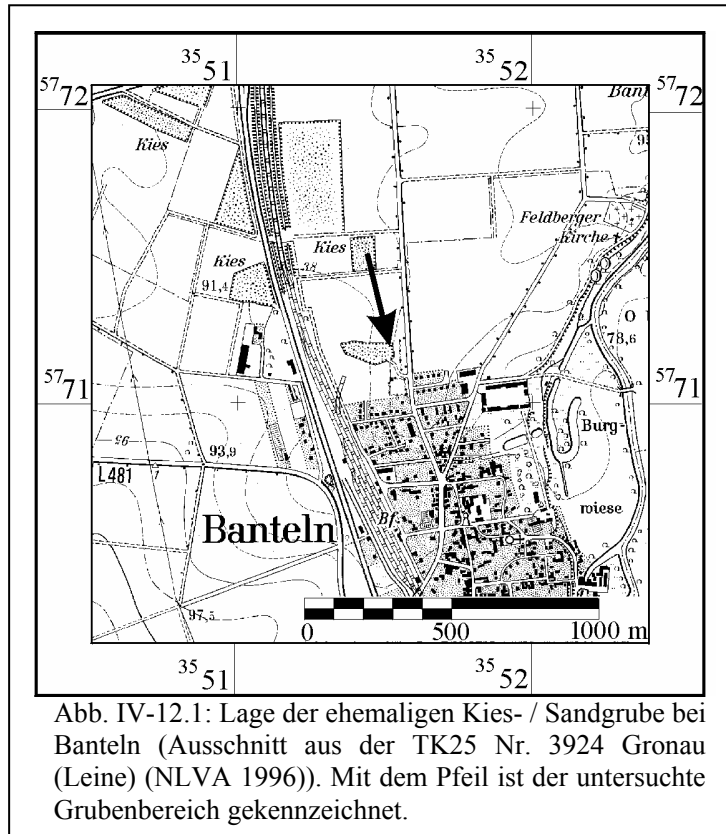 35 51
35 52
57 72
57 72
Kies
Kies
Feldberger
Kirche
Kies
91,4
78,6
57 71
57 71
Burg-
wiese
93,9
L481
Bf.
Banteln
97,5
0 500 1000 m
35 51
35 52
Abb. IV-12.1: Lage der ehemaligen Kies- / Sandgrube bei
Banteln (Ausschnitt aus der TK25 Nr. 3924 Gronau
(Leine) (NLVA 1996)). Mit dem Pfeil ist der untersuchte
Grubenbereich gekennzeichnet.